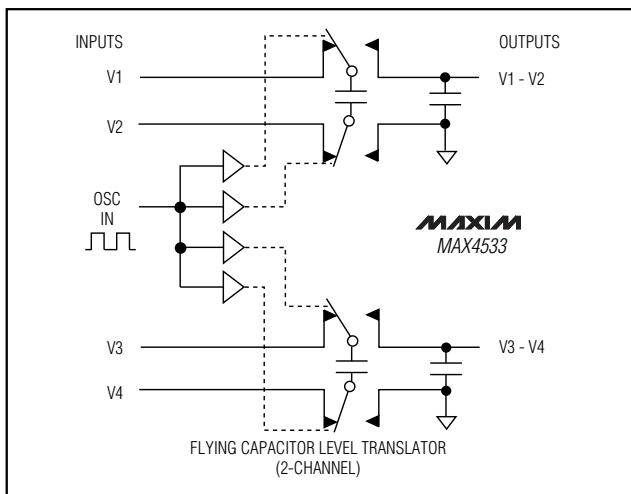 INPUTS
OUTPUTS
V1
V1 - V2
V2
OSC
IN
MAXIM
MAX4533
V3
V3 - V4
V4
FLYING CAPACITOR LEVEL TRANSLATOR
(2-CHANNEL)